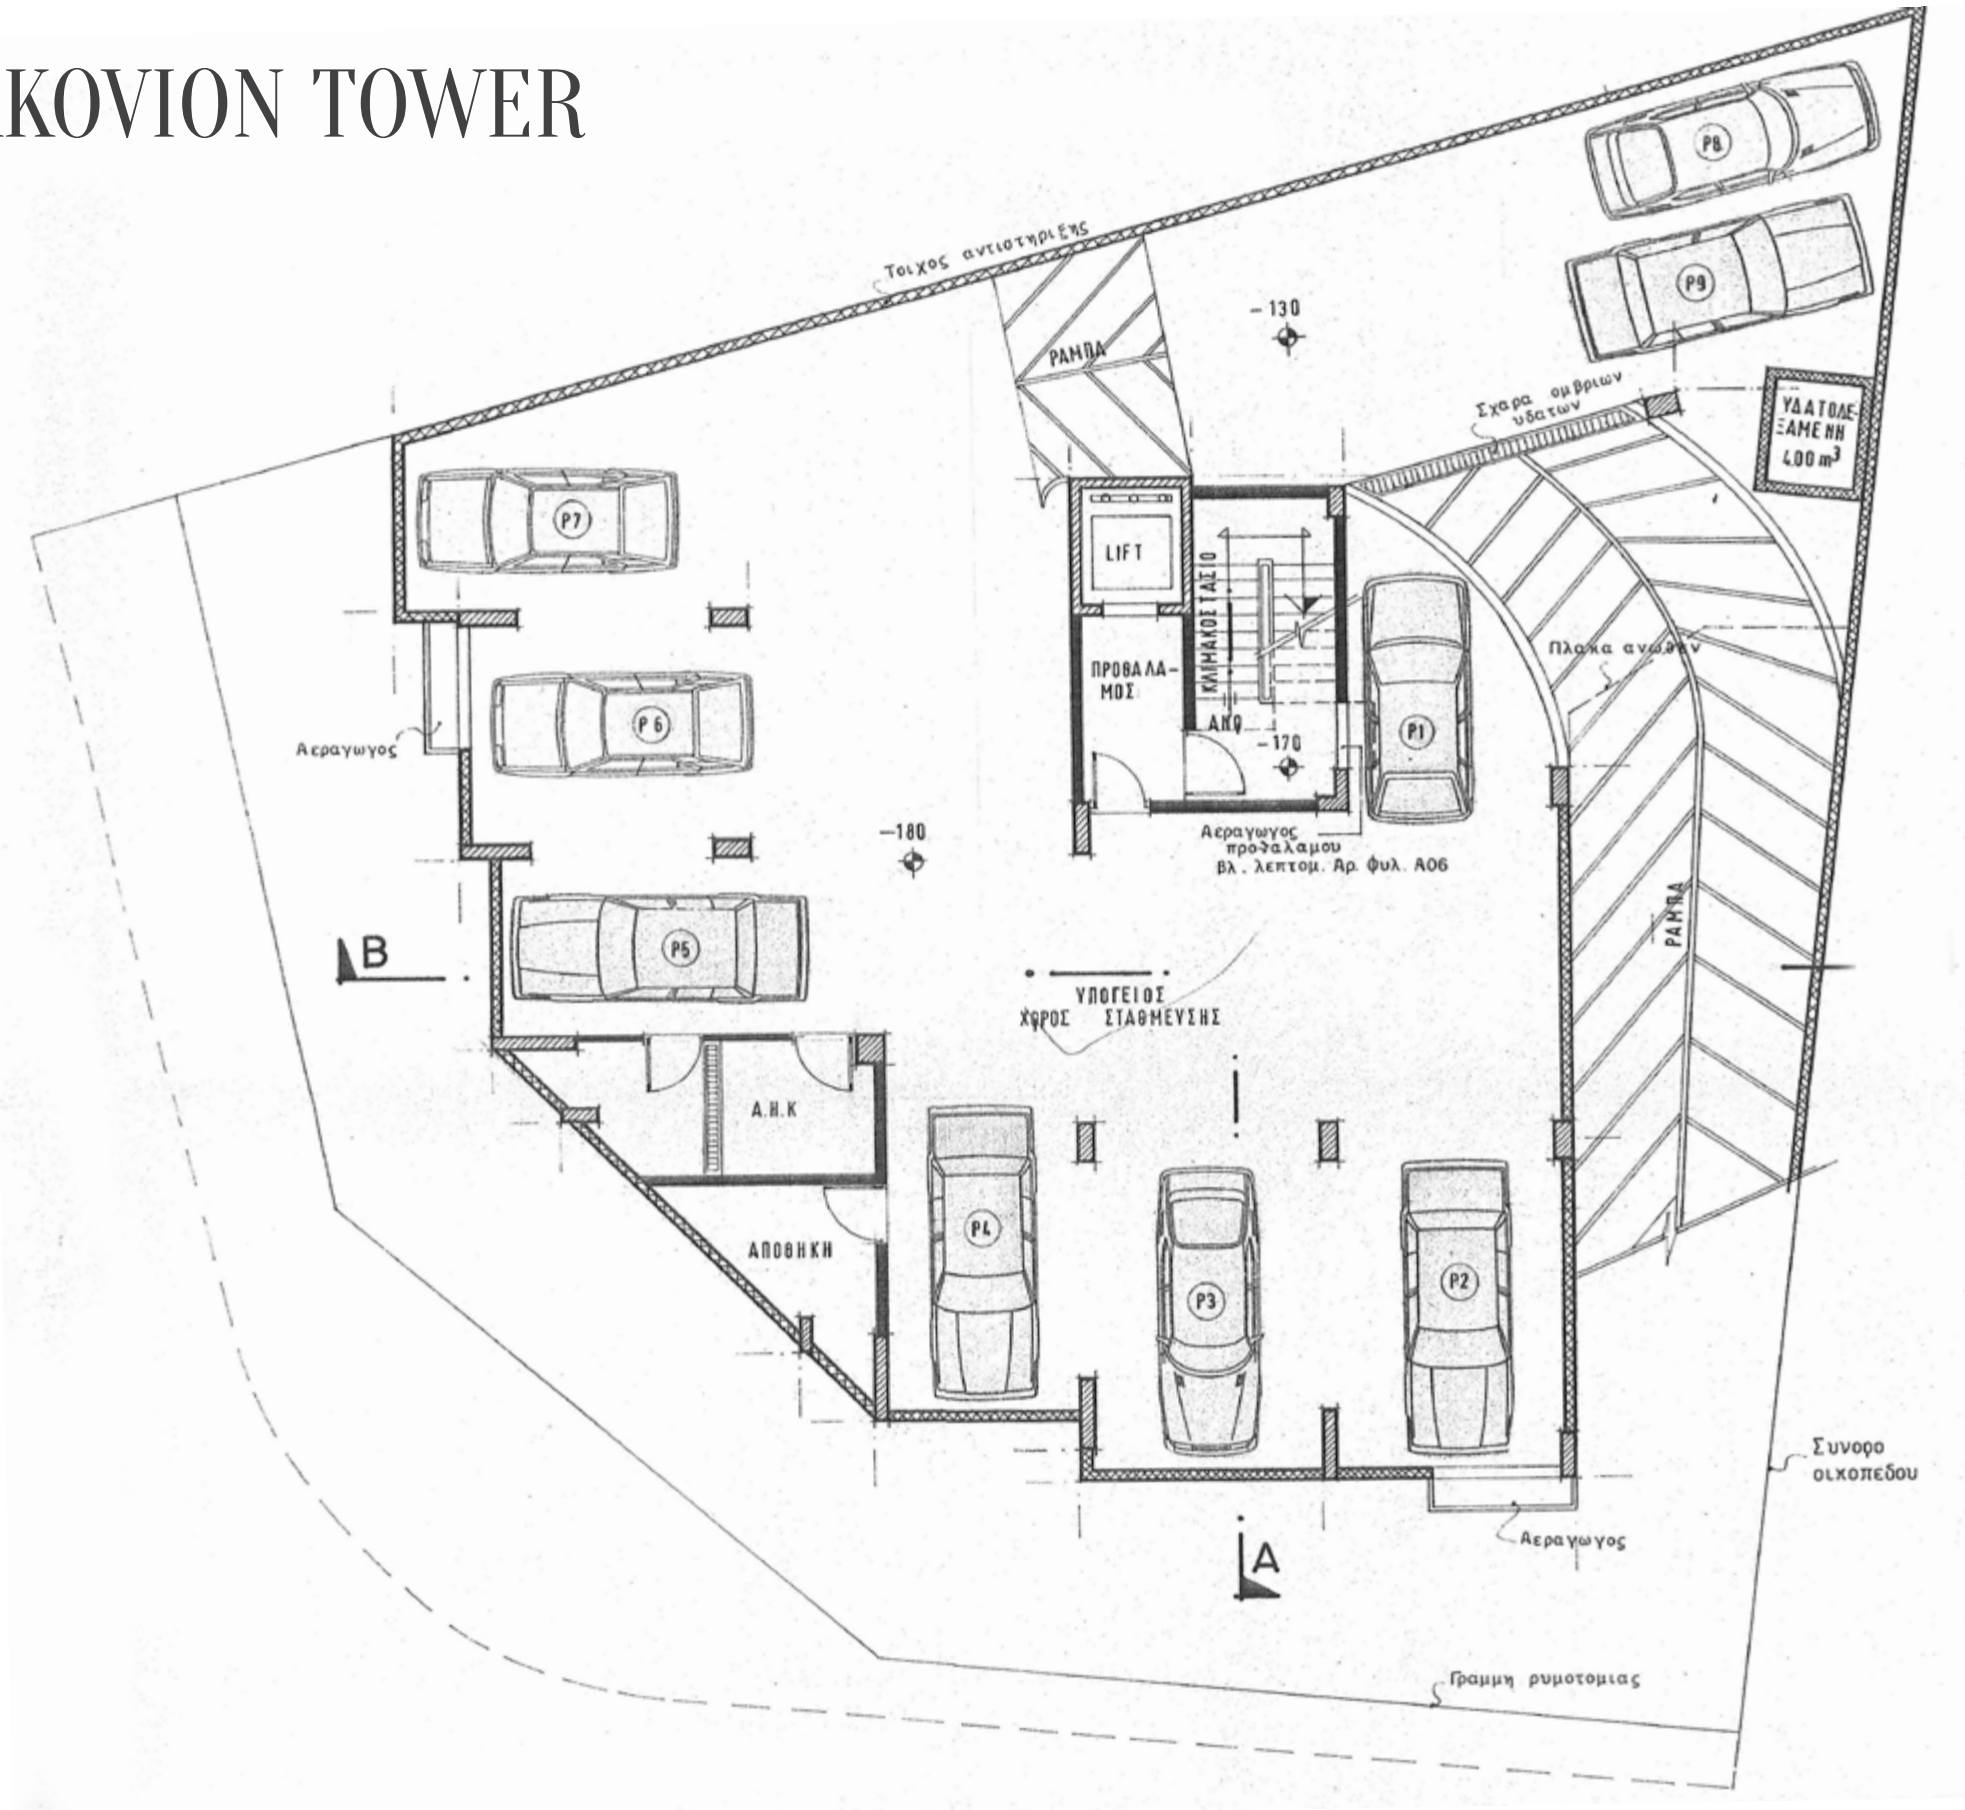 KOVION TOWER
P8
Τοιχος αντιστηριξης
P9
-130
ΡΑΜΠΑ
Σχαρα ομβριων
υδατων
ΥΔΑΤΟΔΕ-
ΞΑΜΕΝΗ
4.00 m³
P7
LIFT
ΚΛΙΜΑΚΟΣΤΑΣΙΟ
Πλακα ανωθεν
ΠΡΟΘΑΛΑ-
ΜΟΣ
P6
ΑΝΩ
P1
Αεραγωγος
-170
-180
Αεραγωγος
προθαλαμου
βλ. λεπτομ. Αρ. φυλ. Α06
ΡΑΜΠΑ
B
P5
ΥΠΟΓΕΙΟΣ
ΧΩΡΟΣ ΣΤΑΘΜΕΥΣΗΣ
Α.Η.Κ
P4
ΑΠΟΘΗΚΗ
P3
P2
Συνορο
οικοπεδου
Αεραγωγος
A
Γραμμη ρυμοτομιας